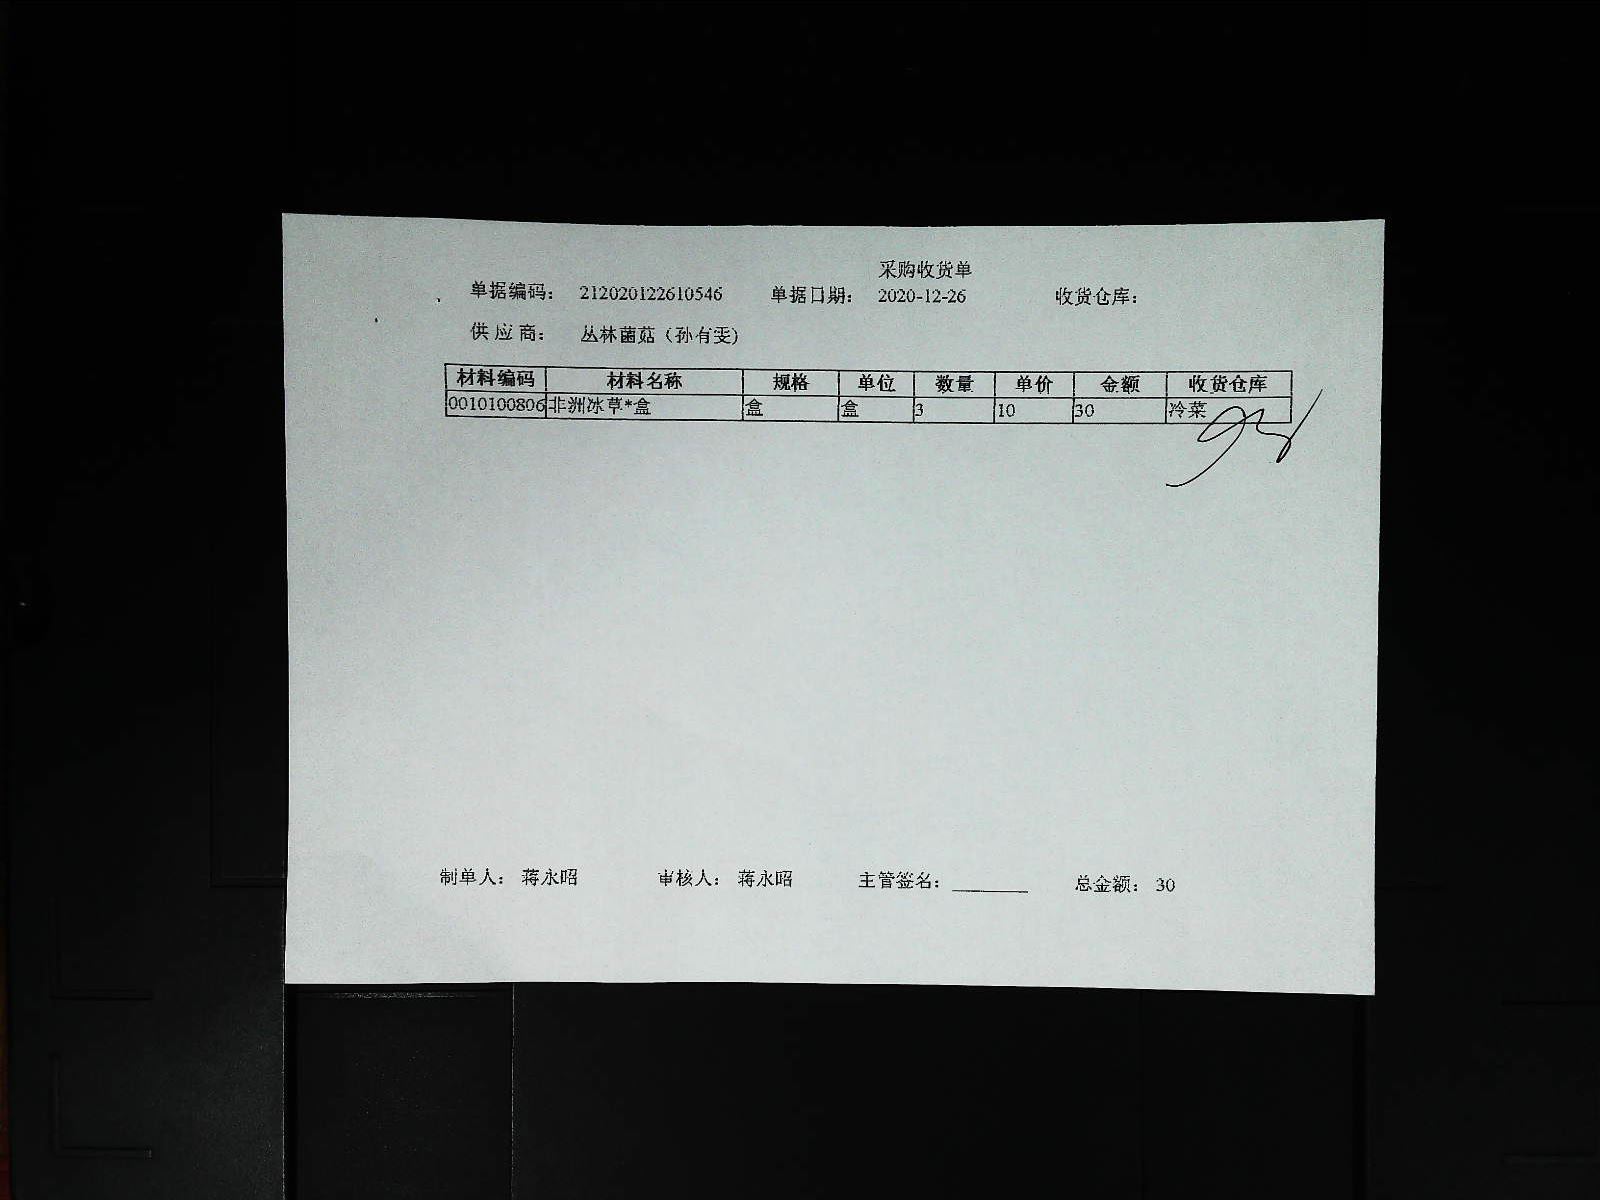 采购收货单
单据编码： 212020122610546 单据日期： 2020-12-26 收货仓库：
供 应 商： 丛林菌菇（孙有雯）
材料编码 材料名称 规格 单位 数量 单价 金额 收货仓库
0010100806 非洲冰草*盒 盒 盒 3 10 30 冷菜
制单人： 蒋永昭 审核人： 蒋永昭 主管签名： ________ 总金额： 30